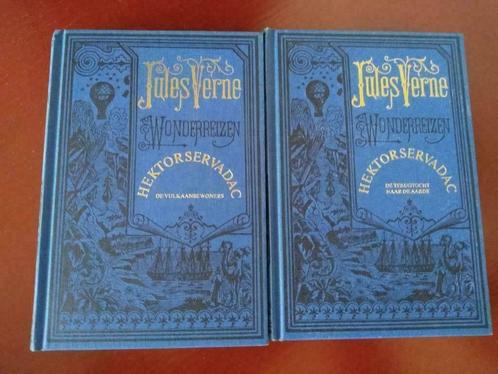 Jules Verne
Wonderreizen
HEKTOR SERVADAC
DE VULKAANBEWONERS
Jules Verne
Wonderreizen
HEKTOR SERVADAC
DE TERUGTOCHT
NAAR DE AARDE